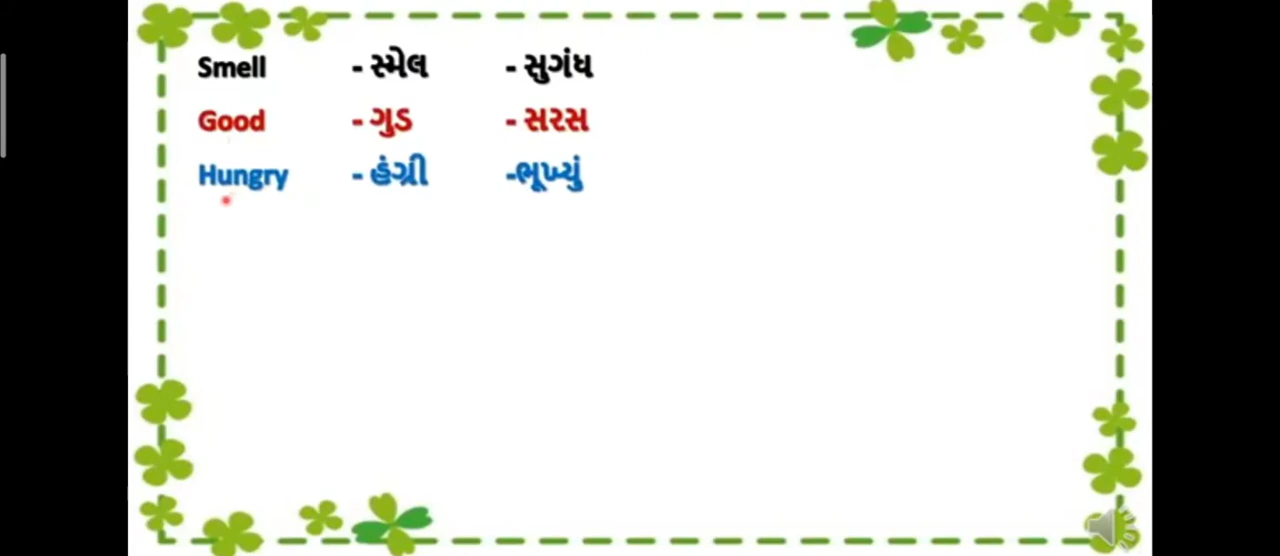 Smell - સ્મેલ - સુગંધ
Good - ગુડ - સરસ
Hungry - હંગ્રી -ભૂખ્યું